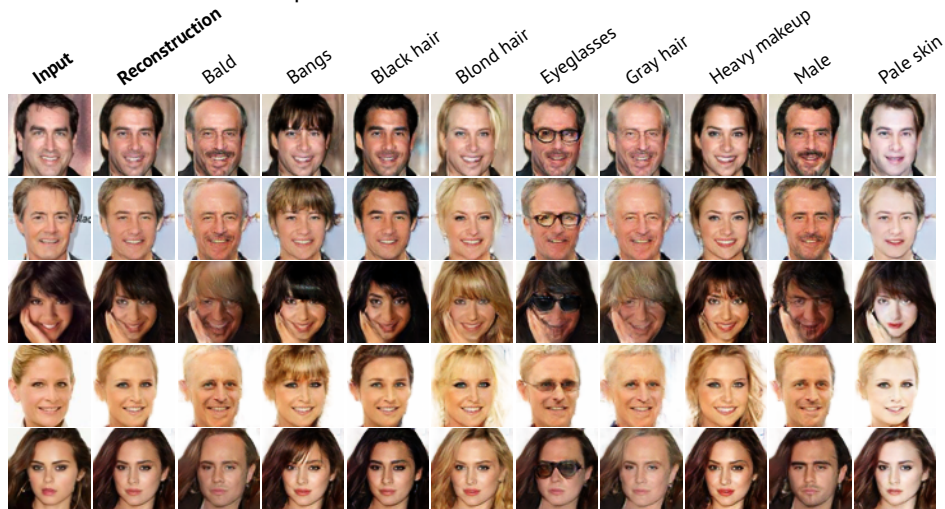 Input
Reconstruction
Bald
Bangs
Black hair
Blond hair
Eyeglasses
Gray hair
Heavy makeup
Male
Pale skin